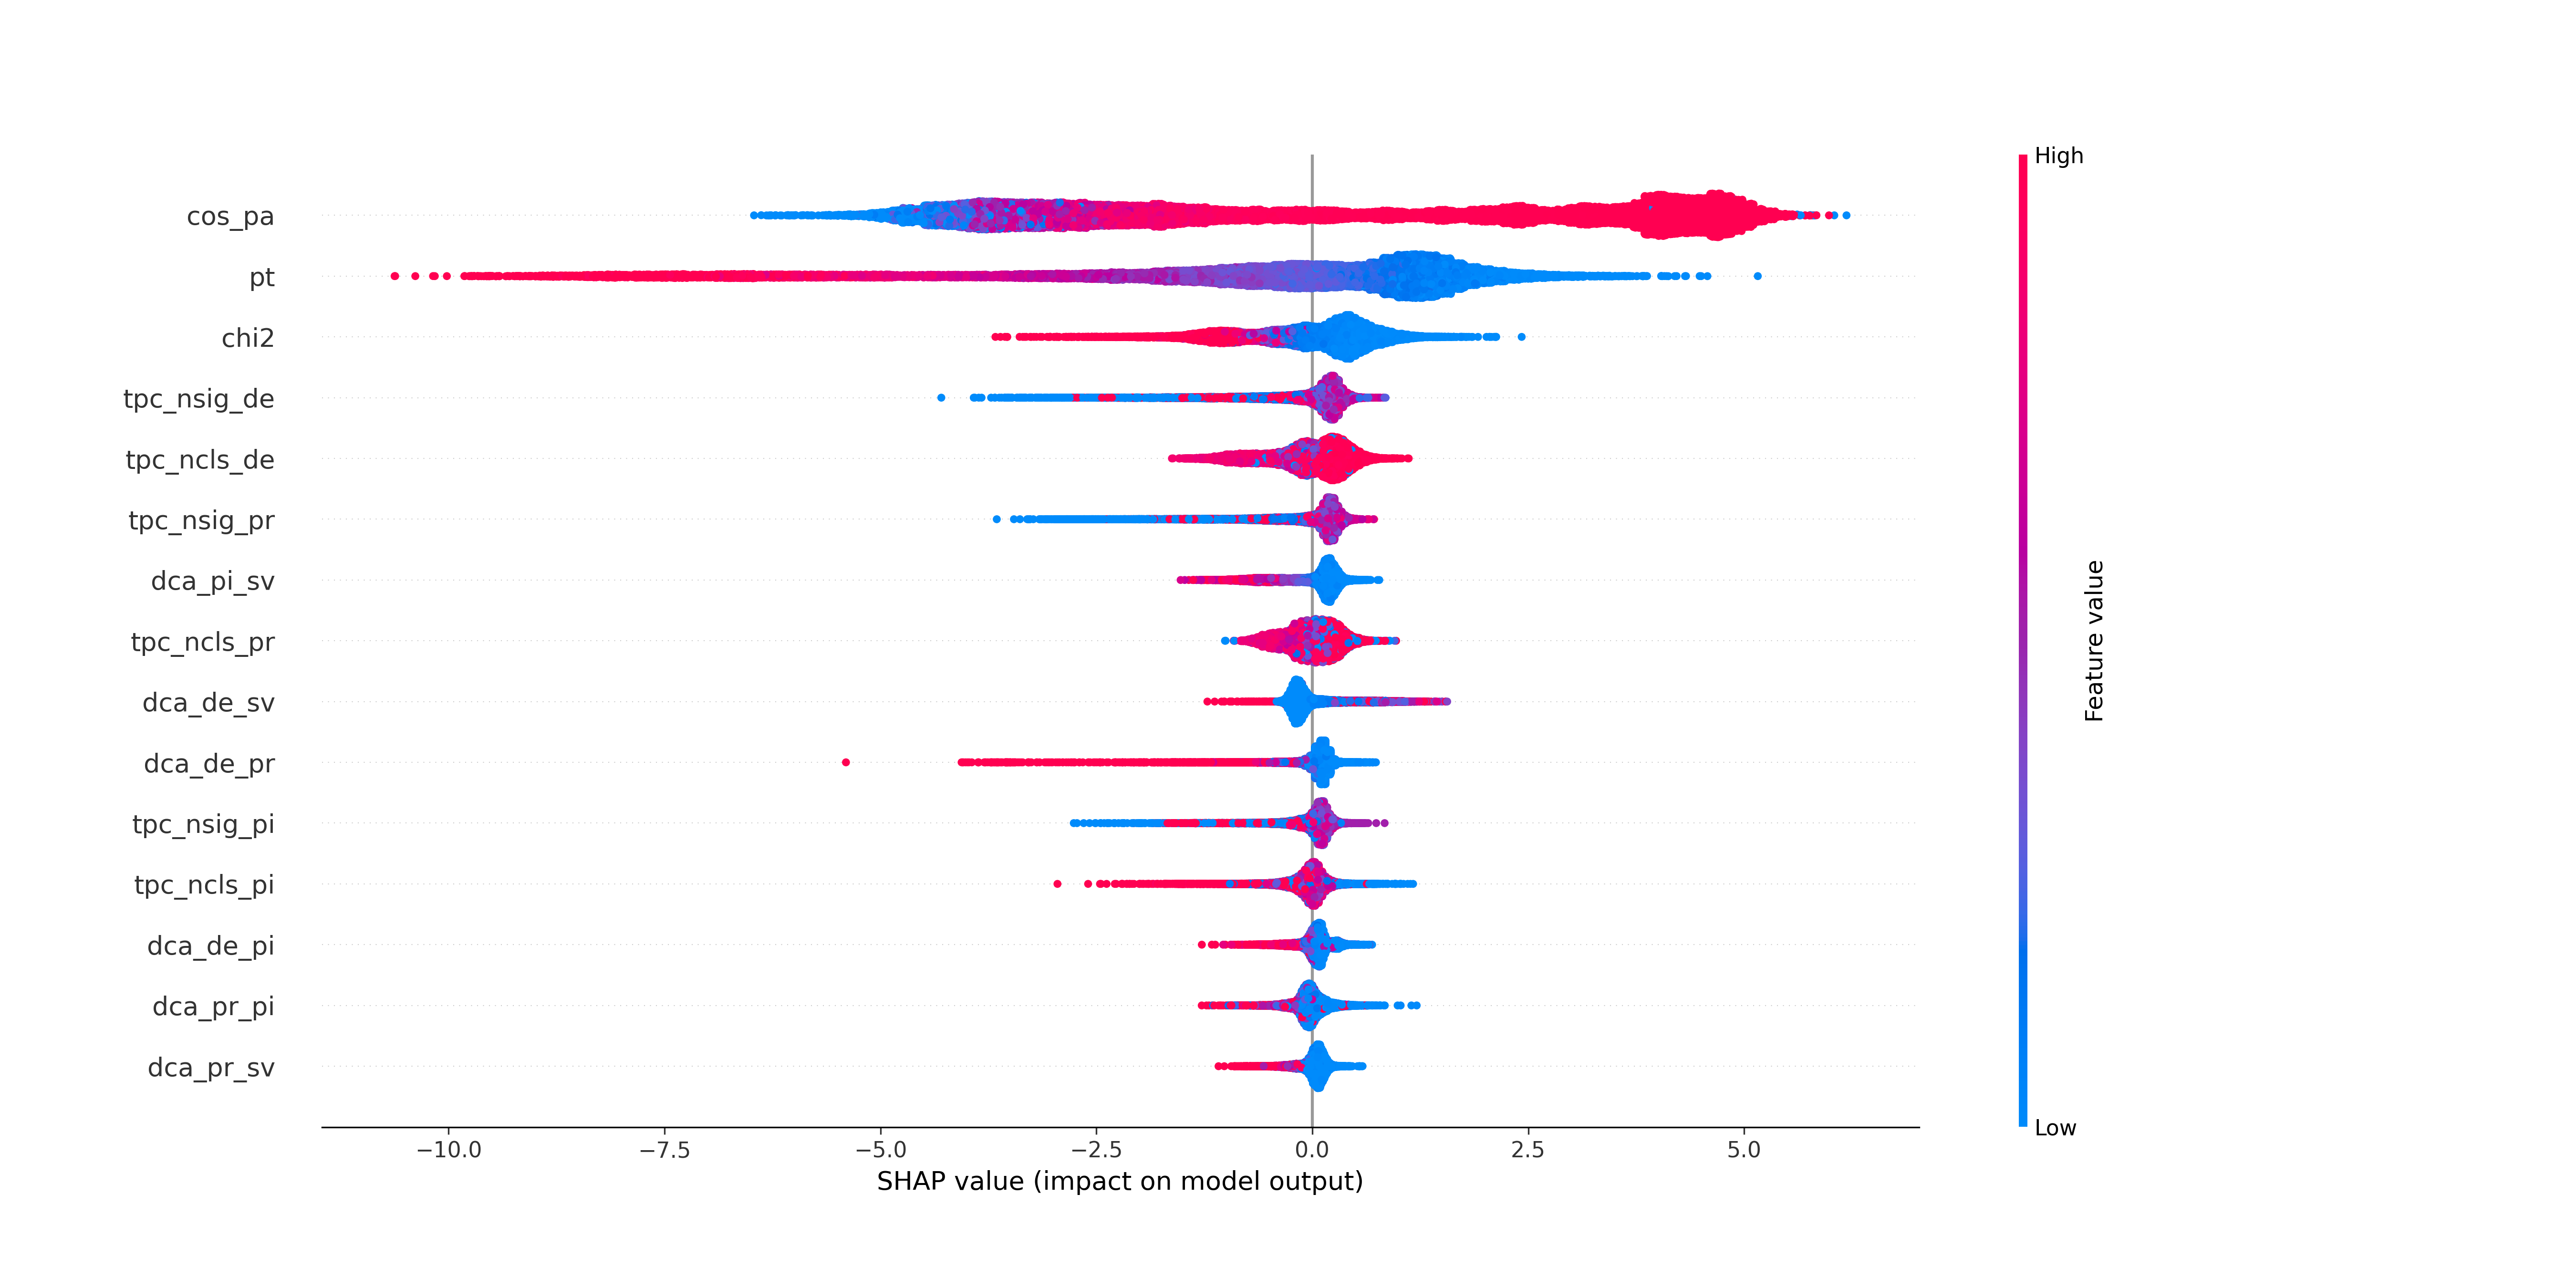 High
cos_pa
pt
chi2
tpc_nsig_de
tpc_ncls_de
tpc_nsig_pr
dca_pi_sv
tpc_ncls_pr
dca_de_sv
dca_de_pr
tpc_nsig_pi
tpc_ncls_pi
dca_de_pi
dca_pr_pi
dca_pr_sv
Feature value
Low
−10.0 −7.5 −5.0 −2.5 0.0 2.5 5.0
SHAP value (impact on model output)